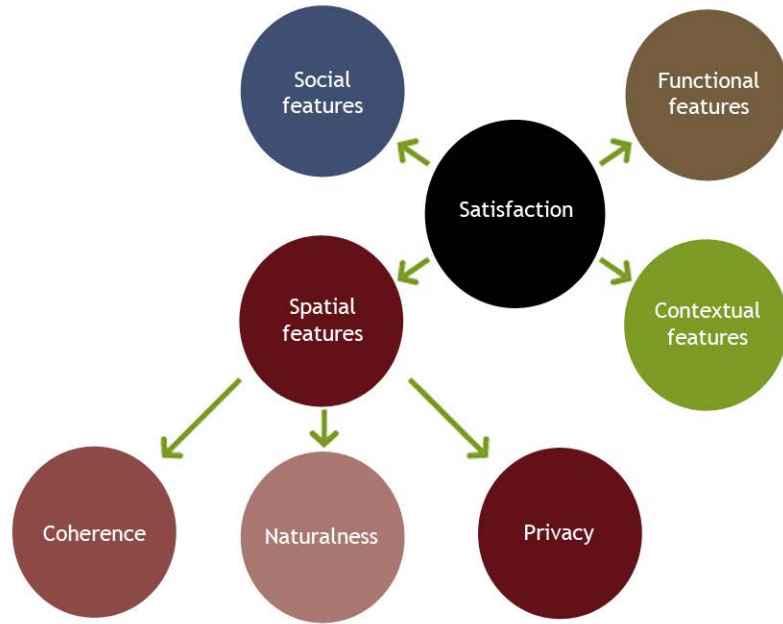 Social
features
Functional
features
Satisfaction
Spatial
features
Contextual
features
Coherence
Naturalness
Privacy